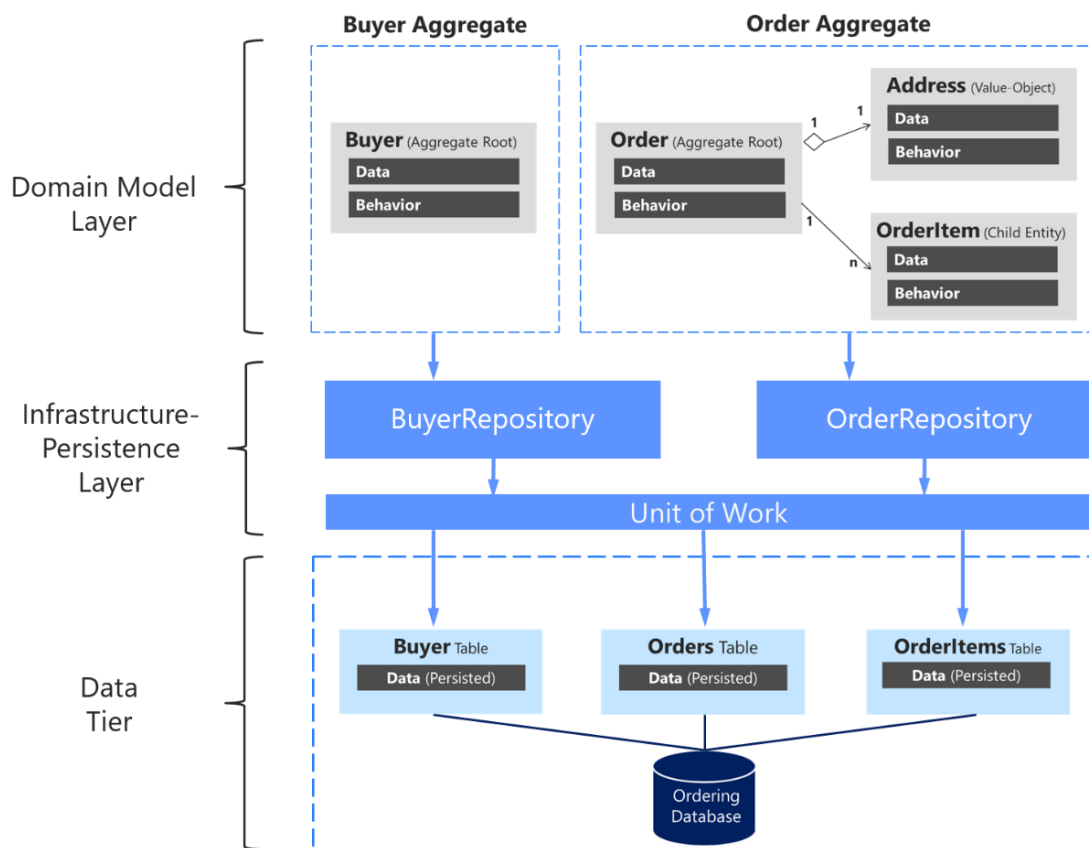 Buyer Aggregate
Order Aggregate
Domain Model
Layer
Buyer (Aggregate Root)
Data
Behavior
Order (Aggregate Root)
Data
Behavior
1
1
1
n
Address (Value-Object)
Data
Behavior
OrderItem (Child Entity)
Data
Behavior
Infrastructure-
Persistence
Layer
BuyerRepository
OrderRepository
Unit of Work
Data
Tier
Buyer Table
Data (Persisted)
Orders Table
Data (Persisted)
OrderItems Table
Data (Persisted)
Ordering
Database